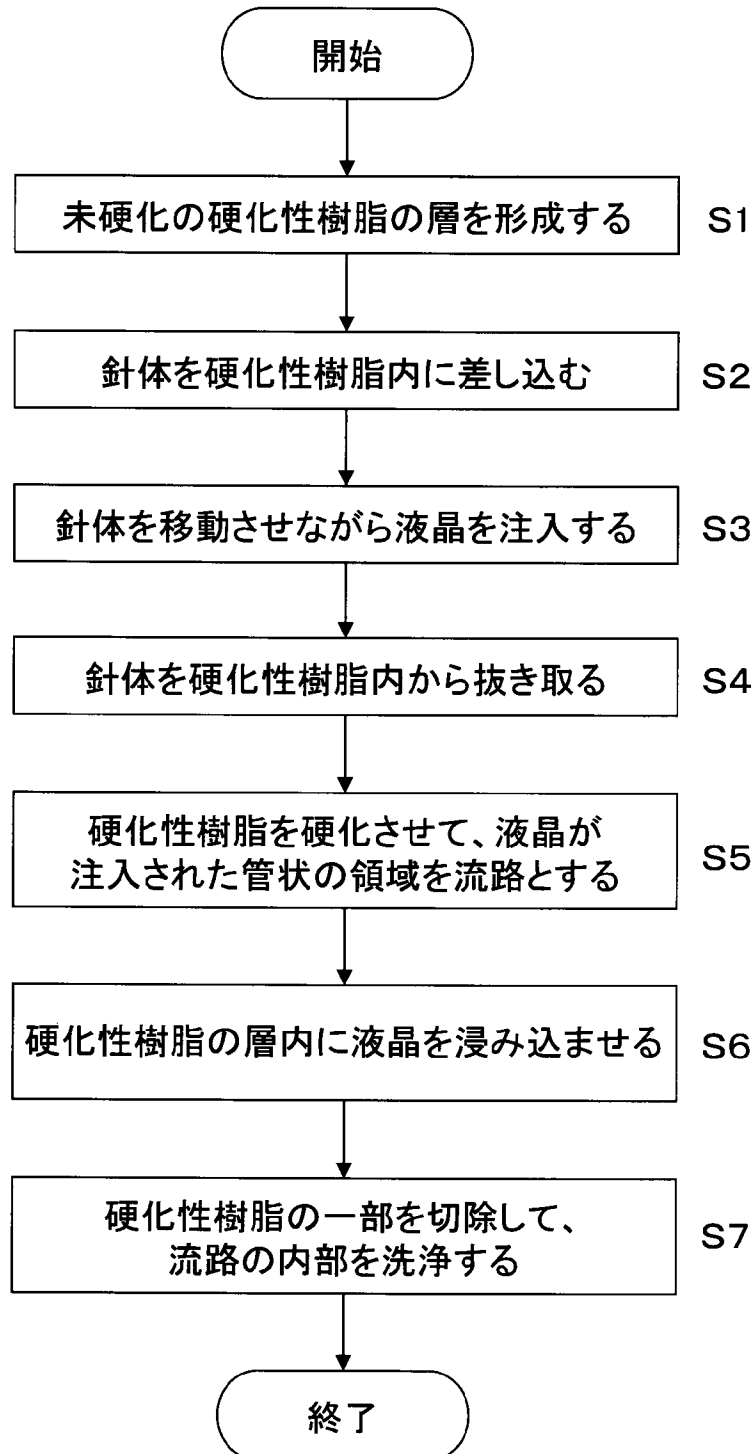 開始
未硬化の硬化性樹脂の層を形成する S1
針体を硬化性樹脂内に差し込む S2
針体を移動させながら液晶を注入する S3
針体を硬化性樹脂内から抜き取る S4
硬化性樹脂を硬化させて、液晶が
注入された管状の領域を流路とする S5
硬化性樹脂の層内に液晶を浸み込ませる S6
硬化性樹脂の一部を切除して、
流路の内部を洗浄する S7
終了